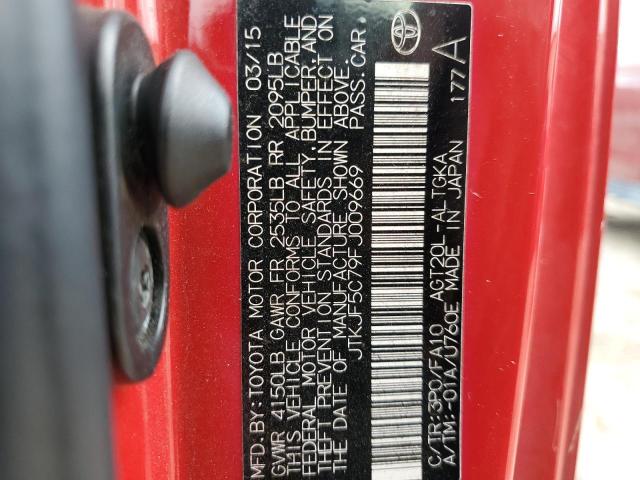 MFD.BY:TOYOTA MOTOR CORPORATION 03/15
GVWR 4150LB GAWR FR 2535LB RR 2095LB
THIS VEHICLE CONFORMS TO ALL APPLICABLE
FEDERAL MOTOR VEHICLE SAFETY, BUMPER, AND
THEFT PREVENTION STANDARDS IN EFFECT ON
THE DATE OF MANUFACTURE SHOWN ABOVE.
JTKJF5C79FJ009669 PASS.CAR
C/TR:3P0/FA10 AGT20L-ALTGKA
A/TM:-01A/U760E MADE IN JAPAN 177A